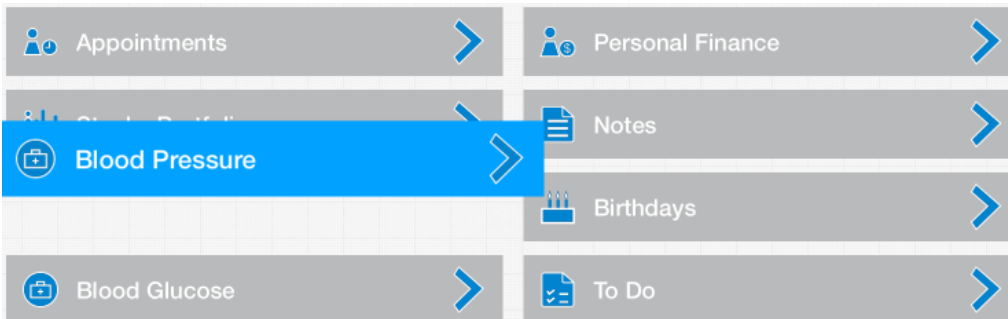 Appointments
Personal Finance
Notes
Blood Pressure
Birthdays
Blood Glucose
To Do